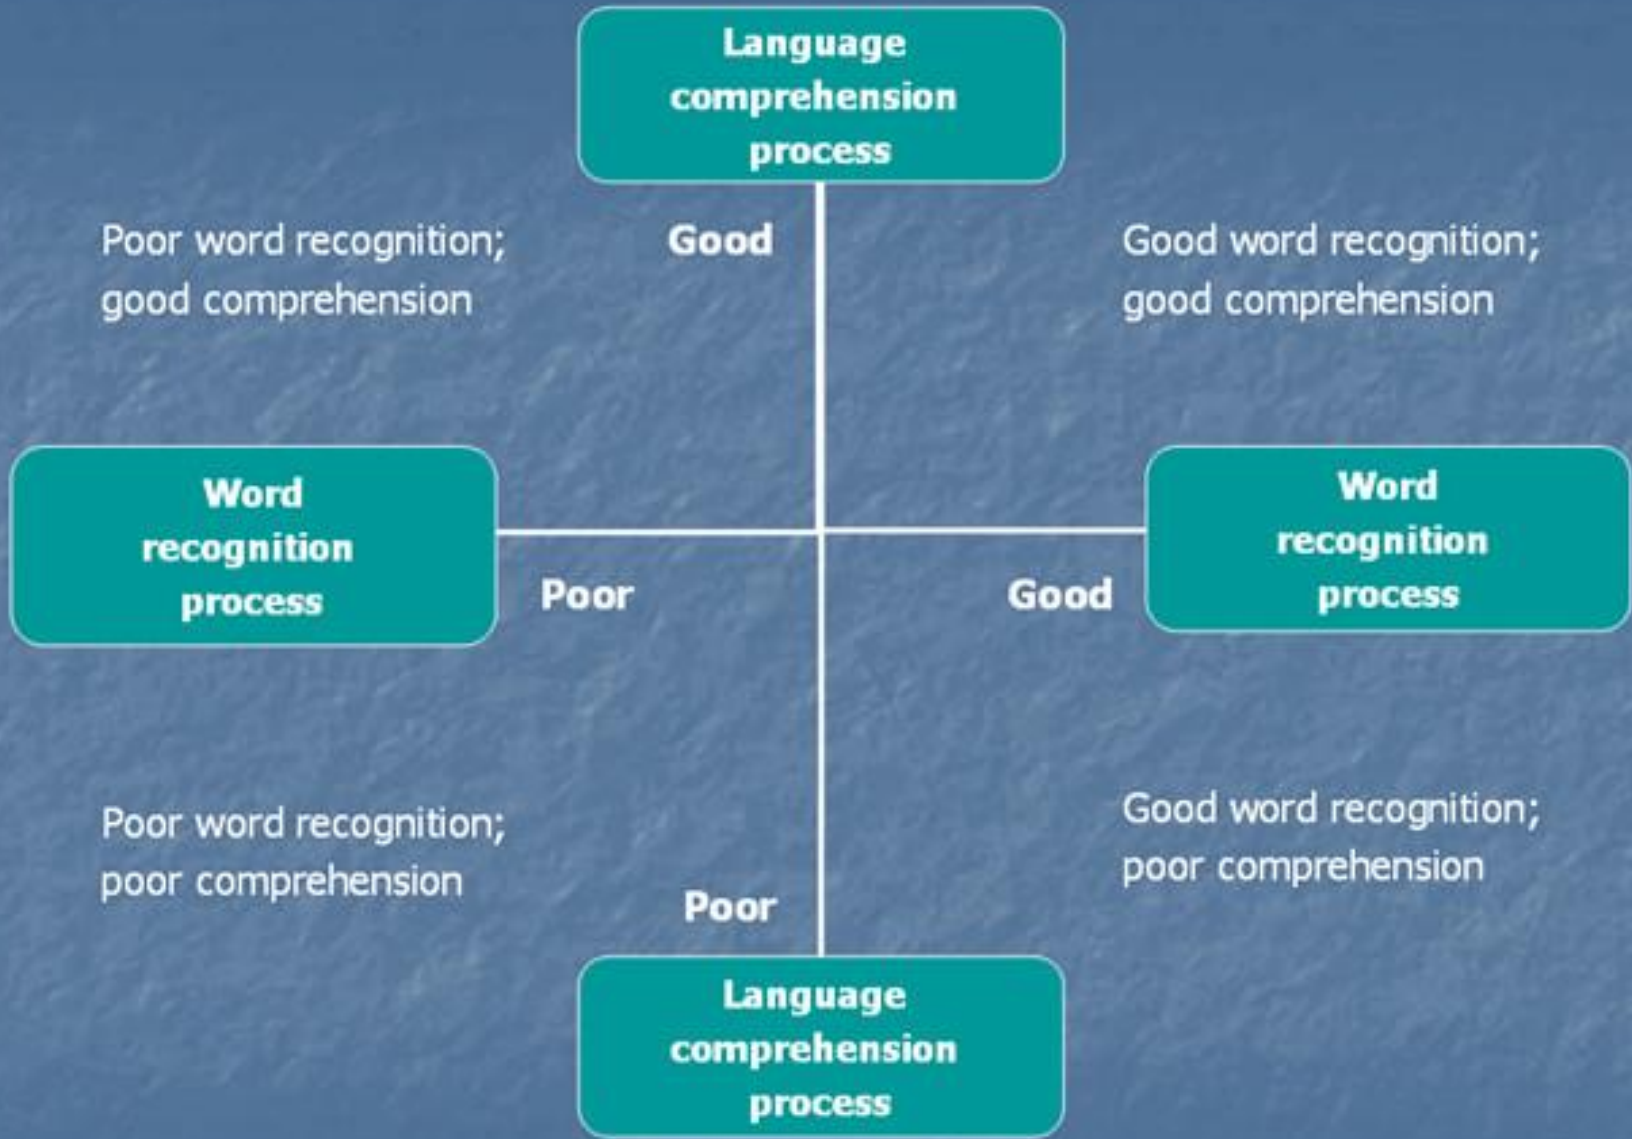 Language
comprehension
process
Poor word recognition;
good comprehension
Good
Good word recognition;
good comprehension
Word
recognition
process
Poor
Good
Word
recognition
process
Poor word recognition;
poor comprehension
Good word recognition;
poor comprehension
Poor
Language
comprehension
process